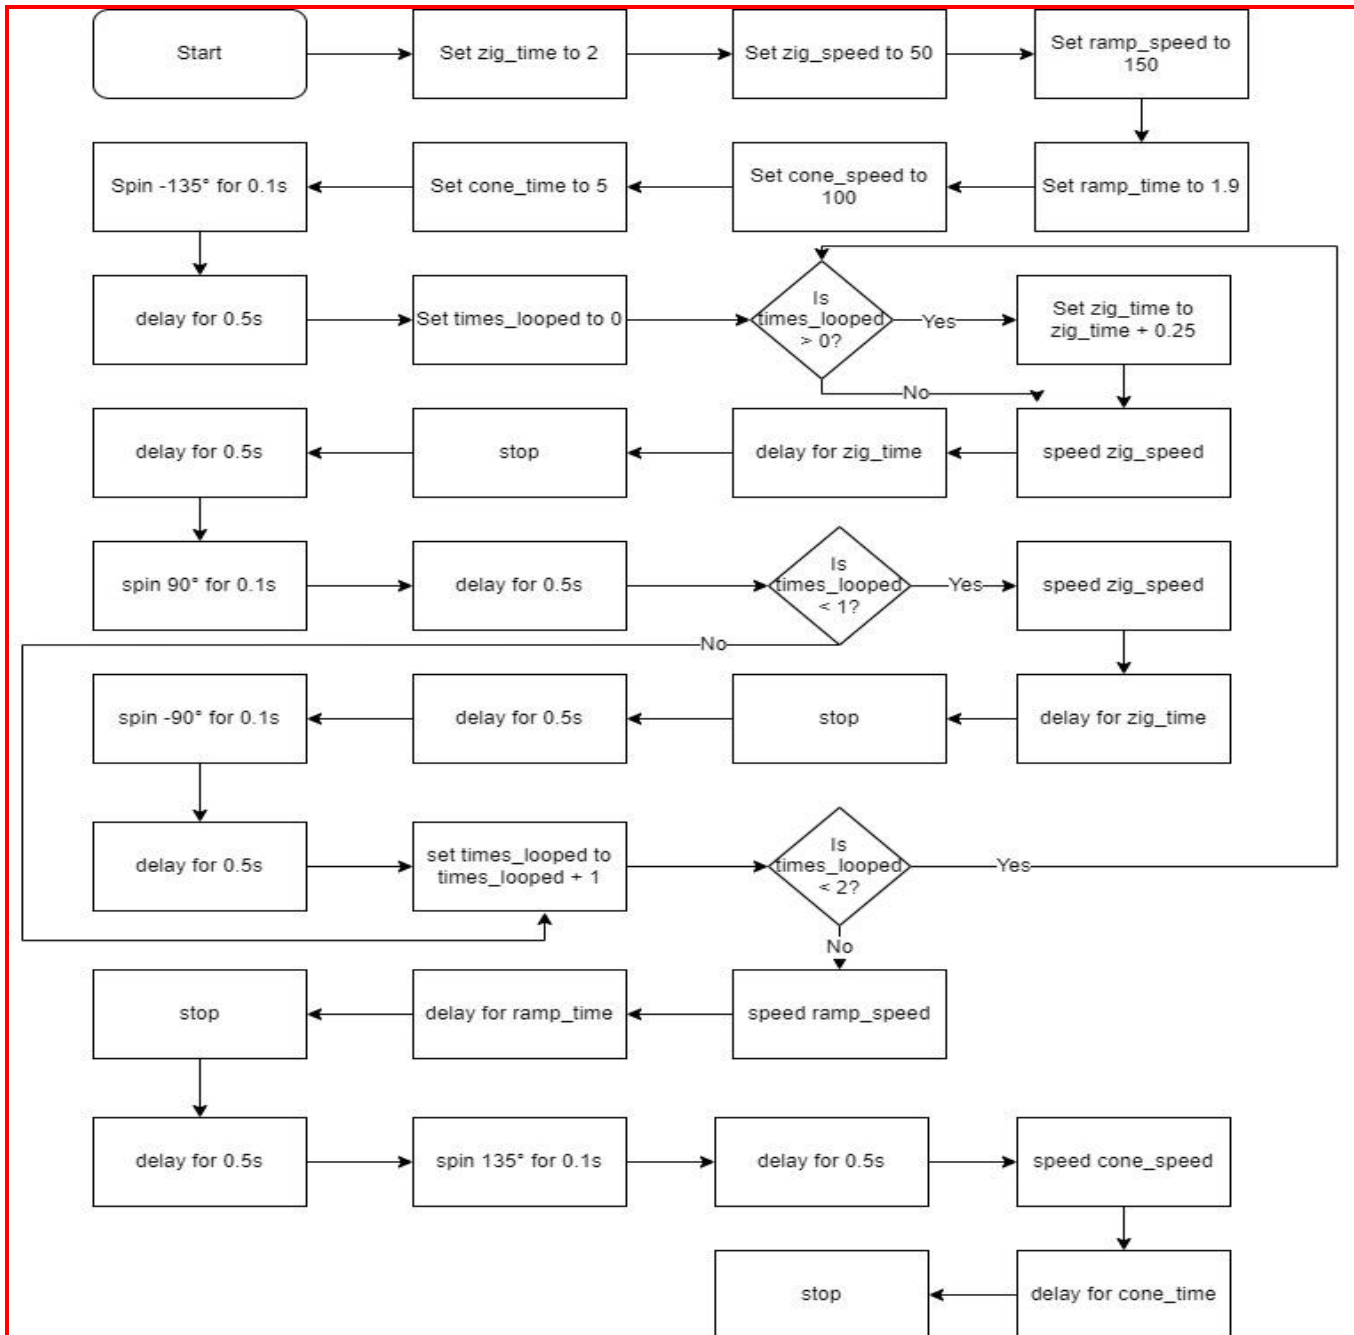 Start
Set zig_time to 2
Set zig_speed to 50
Set ramp_speed to
150
Set ramp_time to 1.9
Set cone_speed to
100
Set cone_time to 5
Spin -135° for 0.1s
delay for 0.5s
Set times_looped to 0
Is
times_looped
> 0?
Yes
Set zig_time to
zig_time + 0.25
No
speed zig_speed
delay for zig_time
stop
delay for 0.5s
spin 90° for 0.1s
delay for 0.5s
Is
times_looped
< 1?
Yes
speed zig_speed
No
delay for zig_time
stop
delay for 0.5s
spin -90° for 0.1s
delay for 0.5s
set times_looped to
times_looped + 1
Is
times_looped
< 2?
Yes
No
speed ramp_speed
delay for ramp_time
stop
delay for 0.5s
spin 135° for 0.1s
delay for 0.5s
speed cone_speed
delay for cone_time
stop